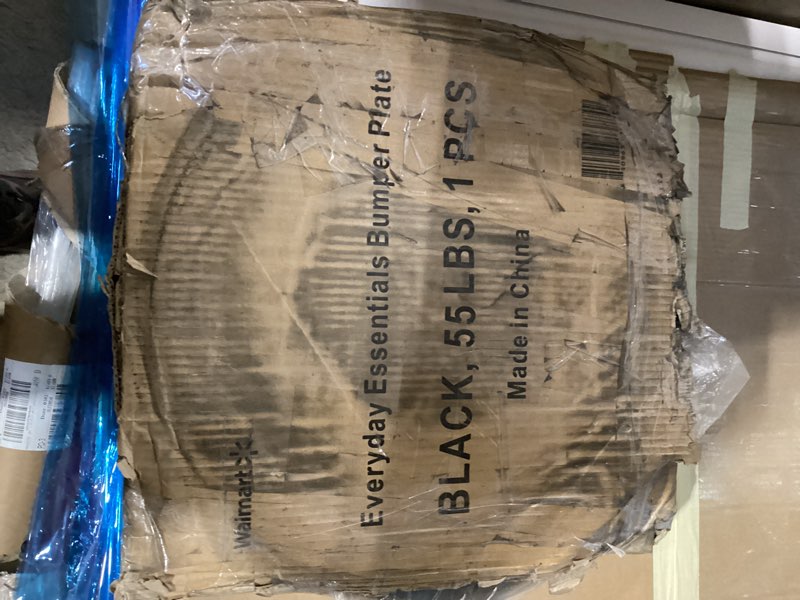 Walmart
Everyday Essentials Bumper Plate
BLACK, 55 LBS, 1 PCS
Made in China